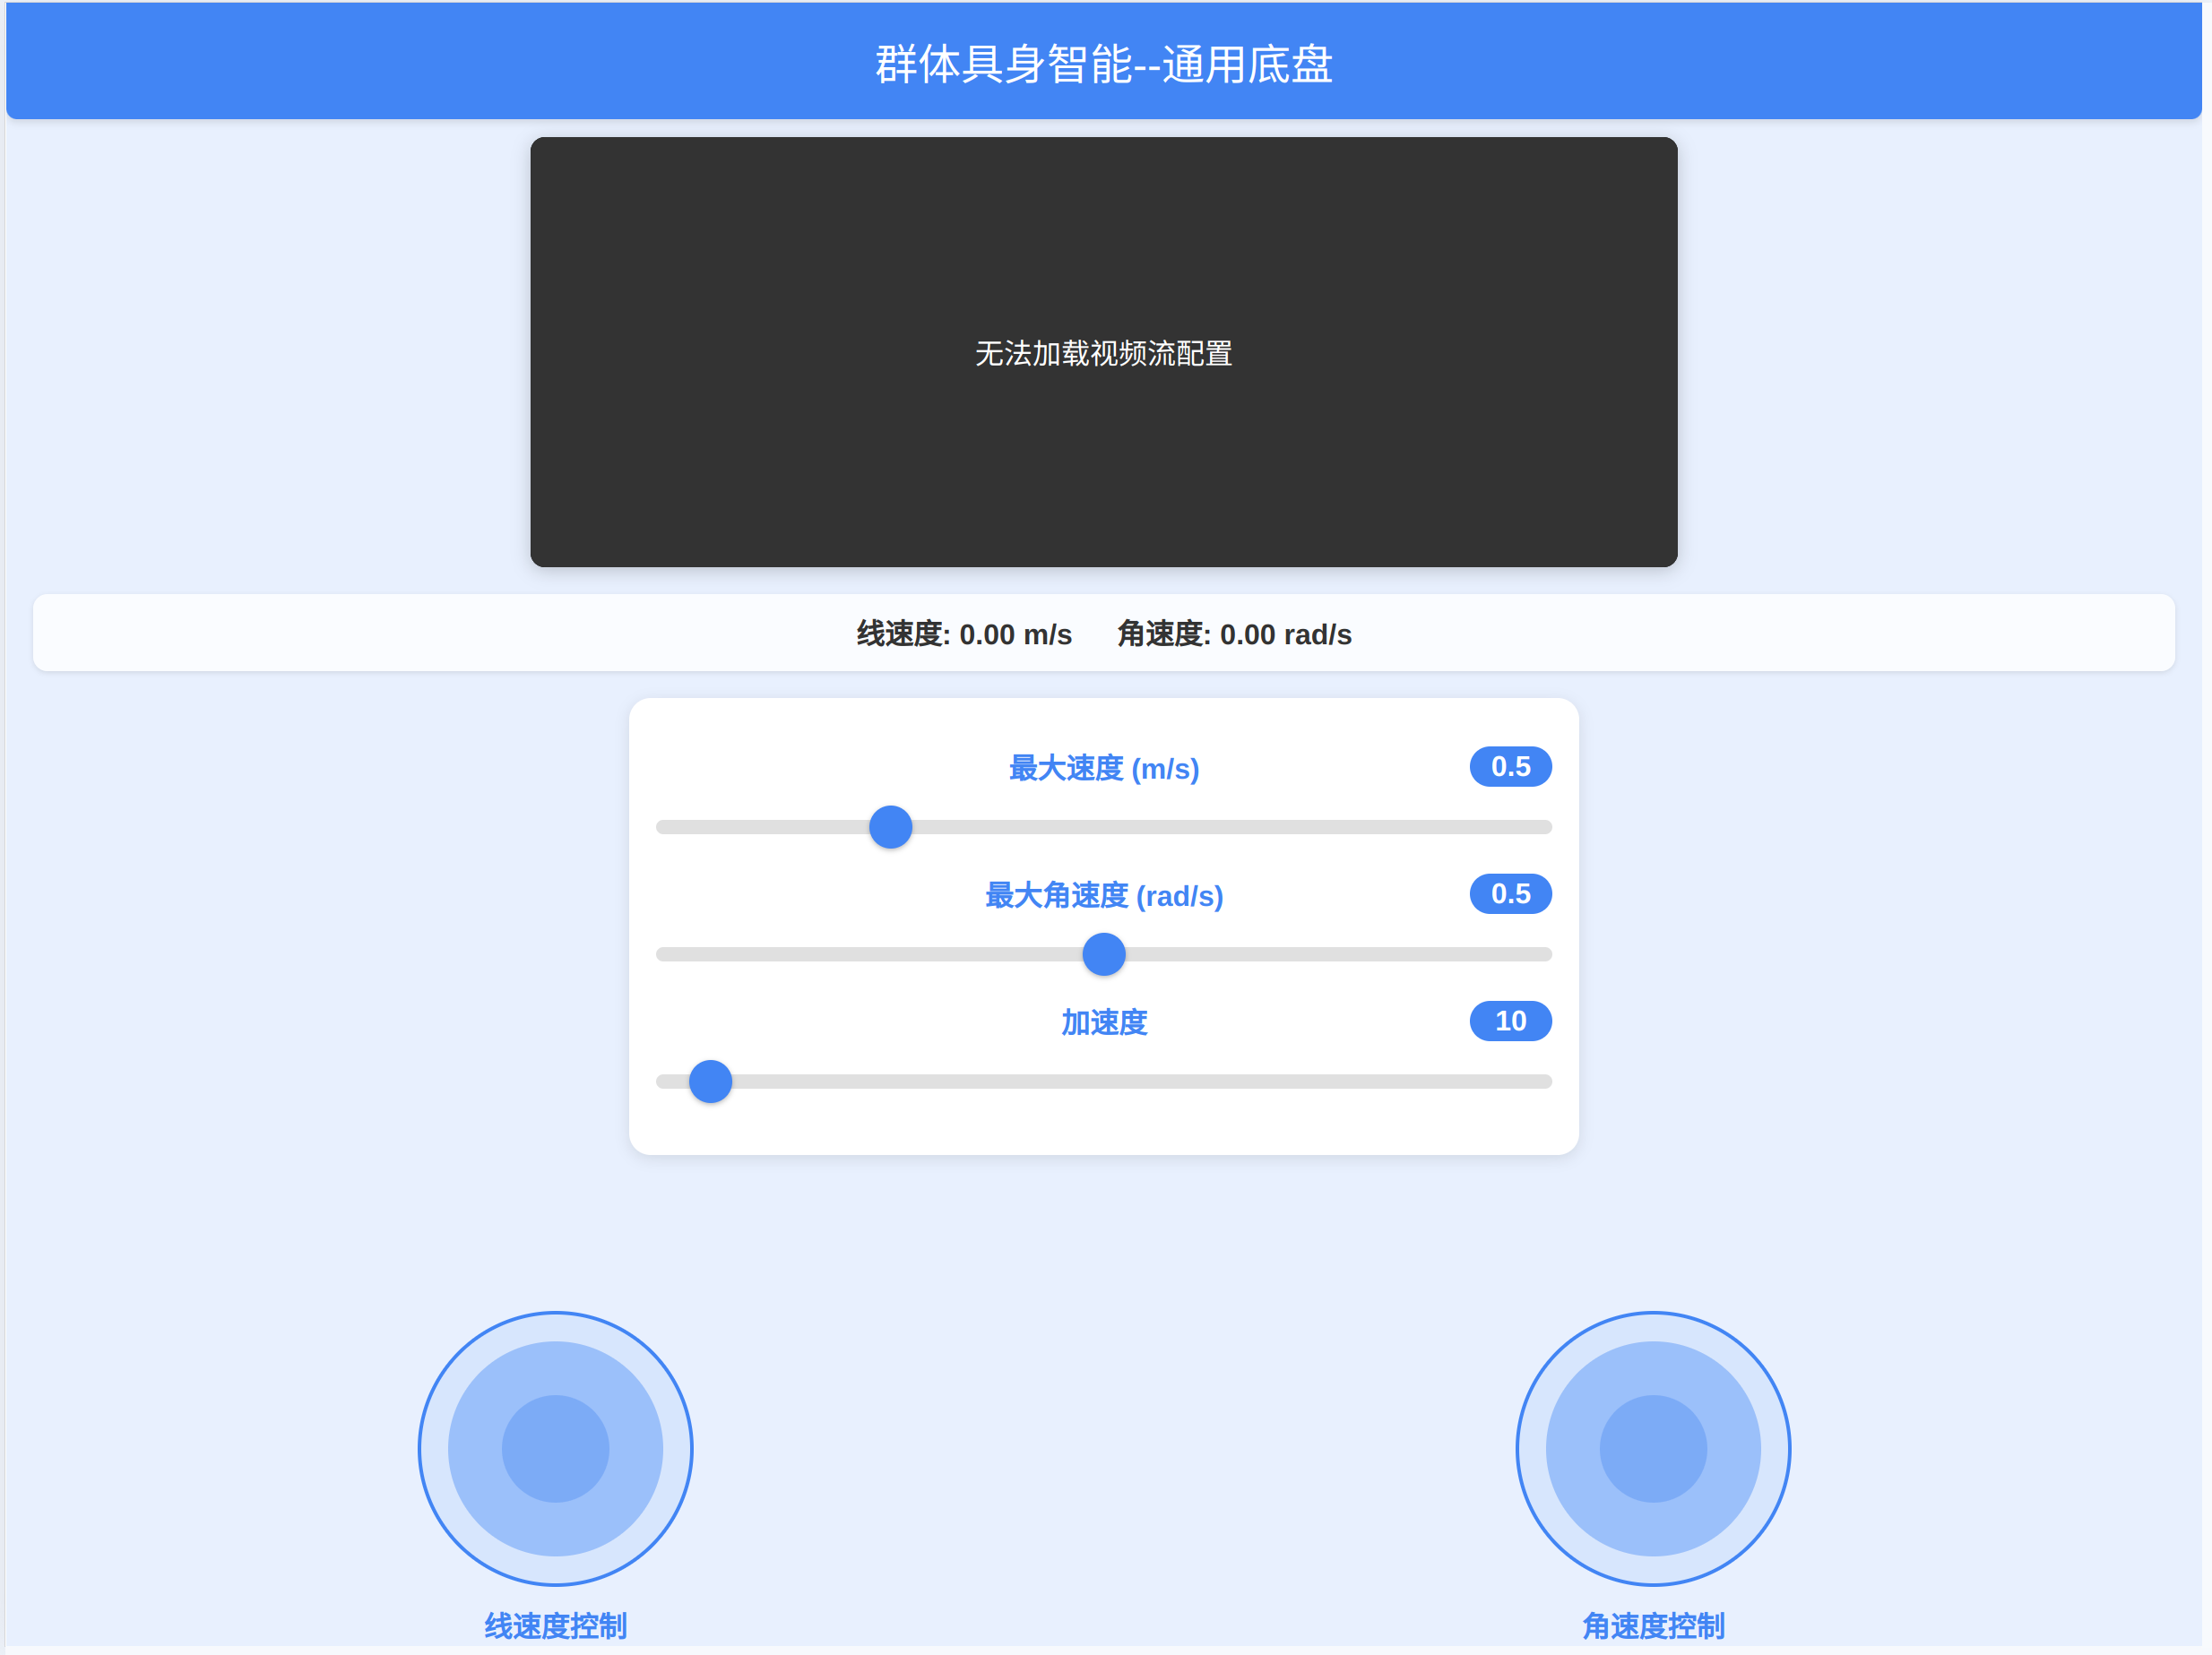 群体具身智能--通用底盘
无法加载视频流配置
线速度: 0.00 m/s 角速度: 0.00 rad/s
最大速度 (m/s) 0.5
最大角速度 (rad/s) 0.5
加速度 10
线速度控制 角速度控制